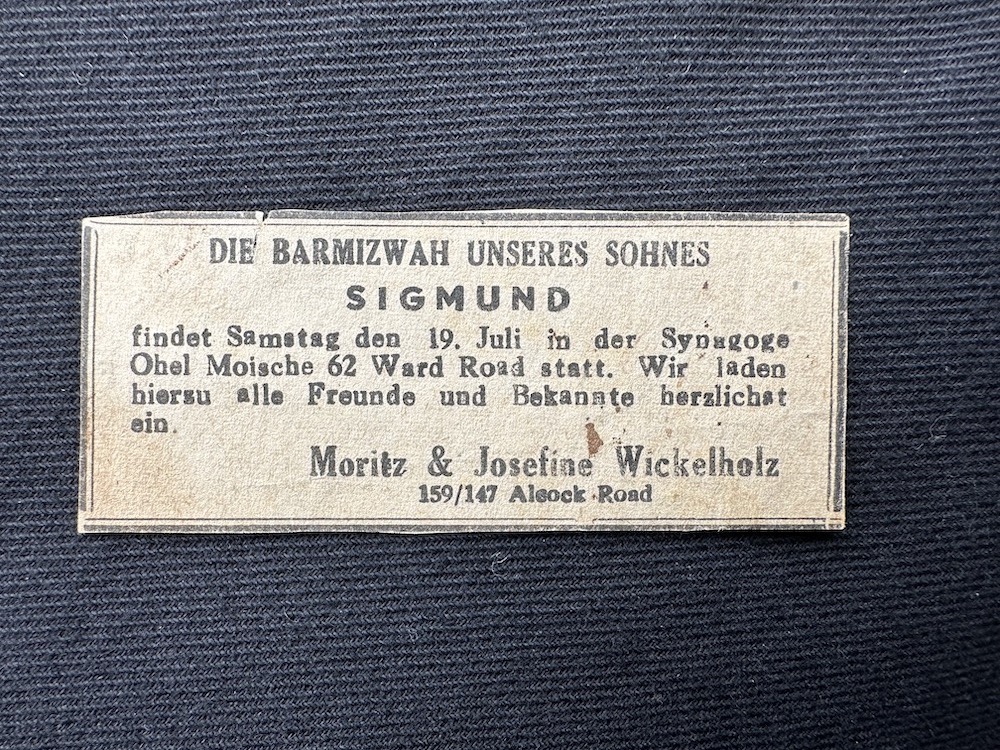 DIE BARMIZWAH UNSERES SOHNES
SIGMUND
findet Samstag den 19. Juli in der Synagoge
Ohel Moische 62 Ward Road statt. Wir laden
hiersu alle Freunde und Bekannte herzlichst
ein.
Moritz & Josefine Wickelholz
159/147 Alcock Road